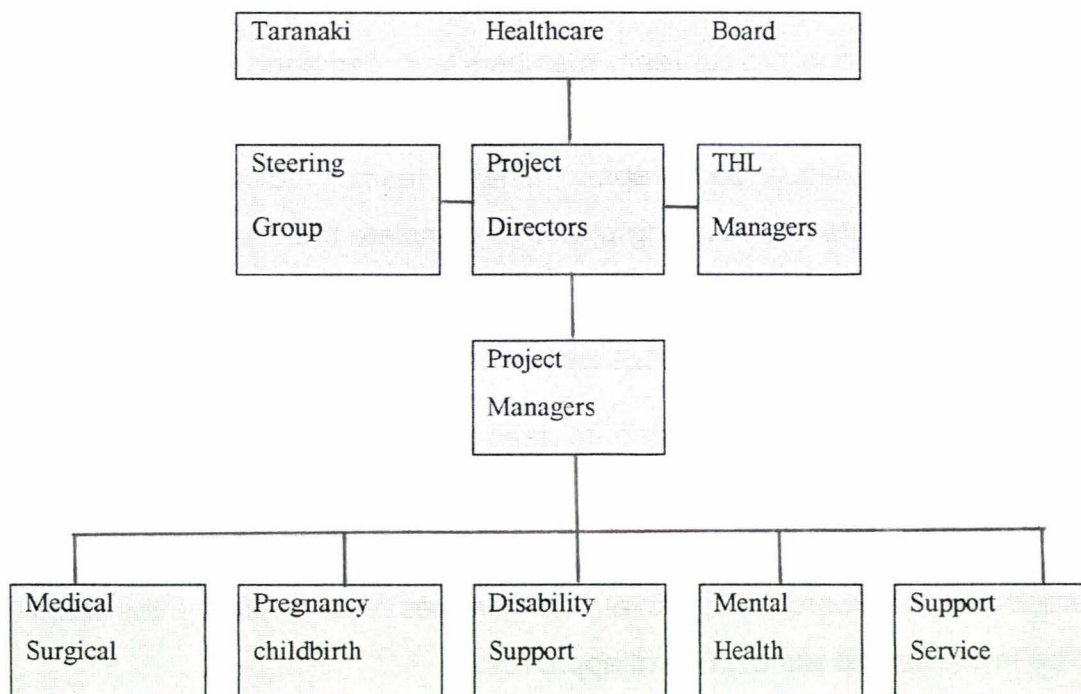 Taranaki Healthcare Board
Steering
Group
Project
Directors
THL
Managers
Project
Managers
Medical
Surgical
Pregnancy
childbirth
Disability
Support
Mental
Health
Support
Service